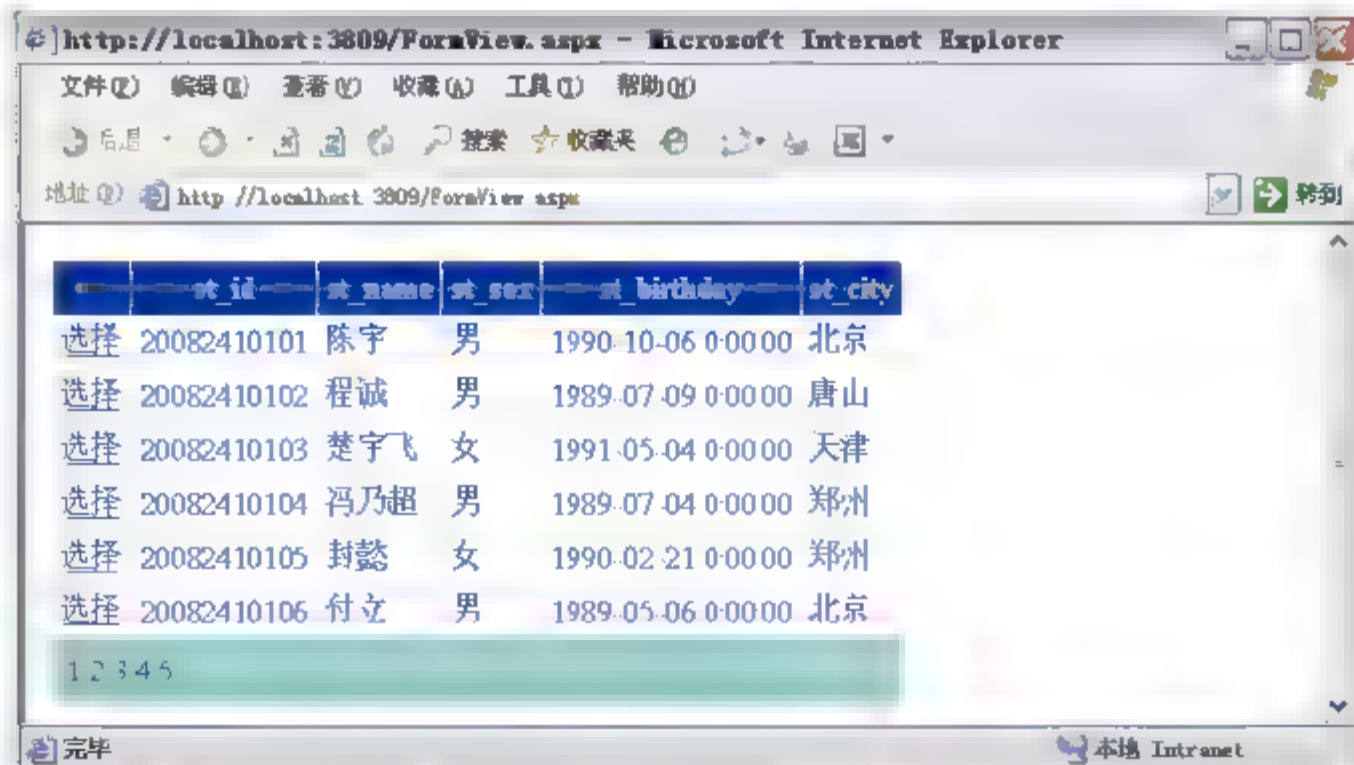 http://localhost:3809/FormView.aspx - Microsoft Internet Explorer
文件(F) 编辑(E) 查看(V) 收藏(A) 工具(T) 帮助(H)
后退 搜索 收藏夹
地址(D) http://localhost:3809/FormView.aspx 转到
st_id st_name st_sex st_birthday st_city
选择 20082410101 陈宇 男 1990-10-06 0:00:00 北京
选择 20082410102 程诚 男 1989-07-09 0:00:00 唐山
选择 20082410103 楚宇飞 女 1991-05-04 0:00:00 天津
选择 20082410104 冯乃超 男 1989-07-04 0:00:00 郑州
选择 20082410105 封懿 女 1990-02-21 0:00:00 郑州
选择 20082410106 付立 男 1989-05-06 0:00:00 北京
1 2 3 4 5
完毕 本地 Intranet